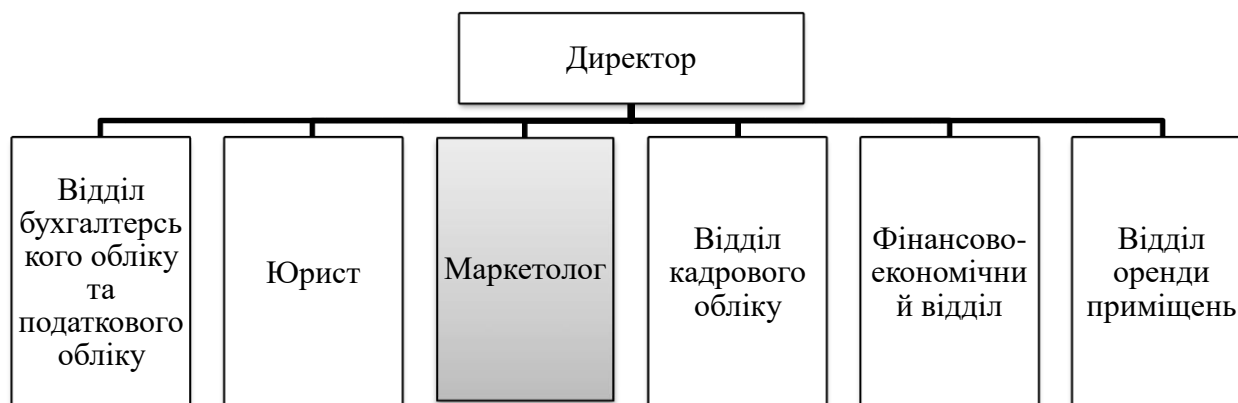 Директор
Відділ
бухгалтерсь
кого обліку
та
податкового
обліку
Юрист
Маркетолог
Відділ
кадрового
обліку
Фінансово-
економічни
й відділ
Відділ
оренди
приміщень